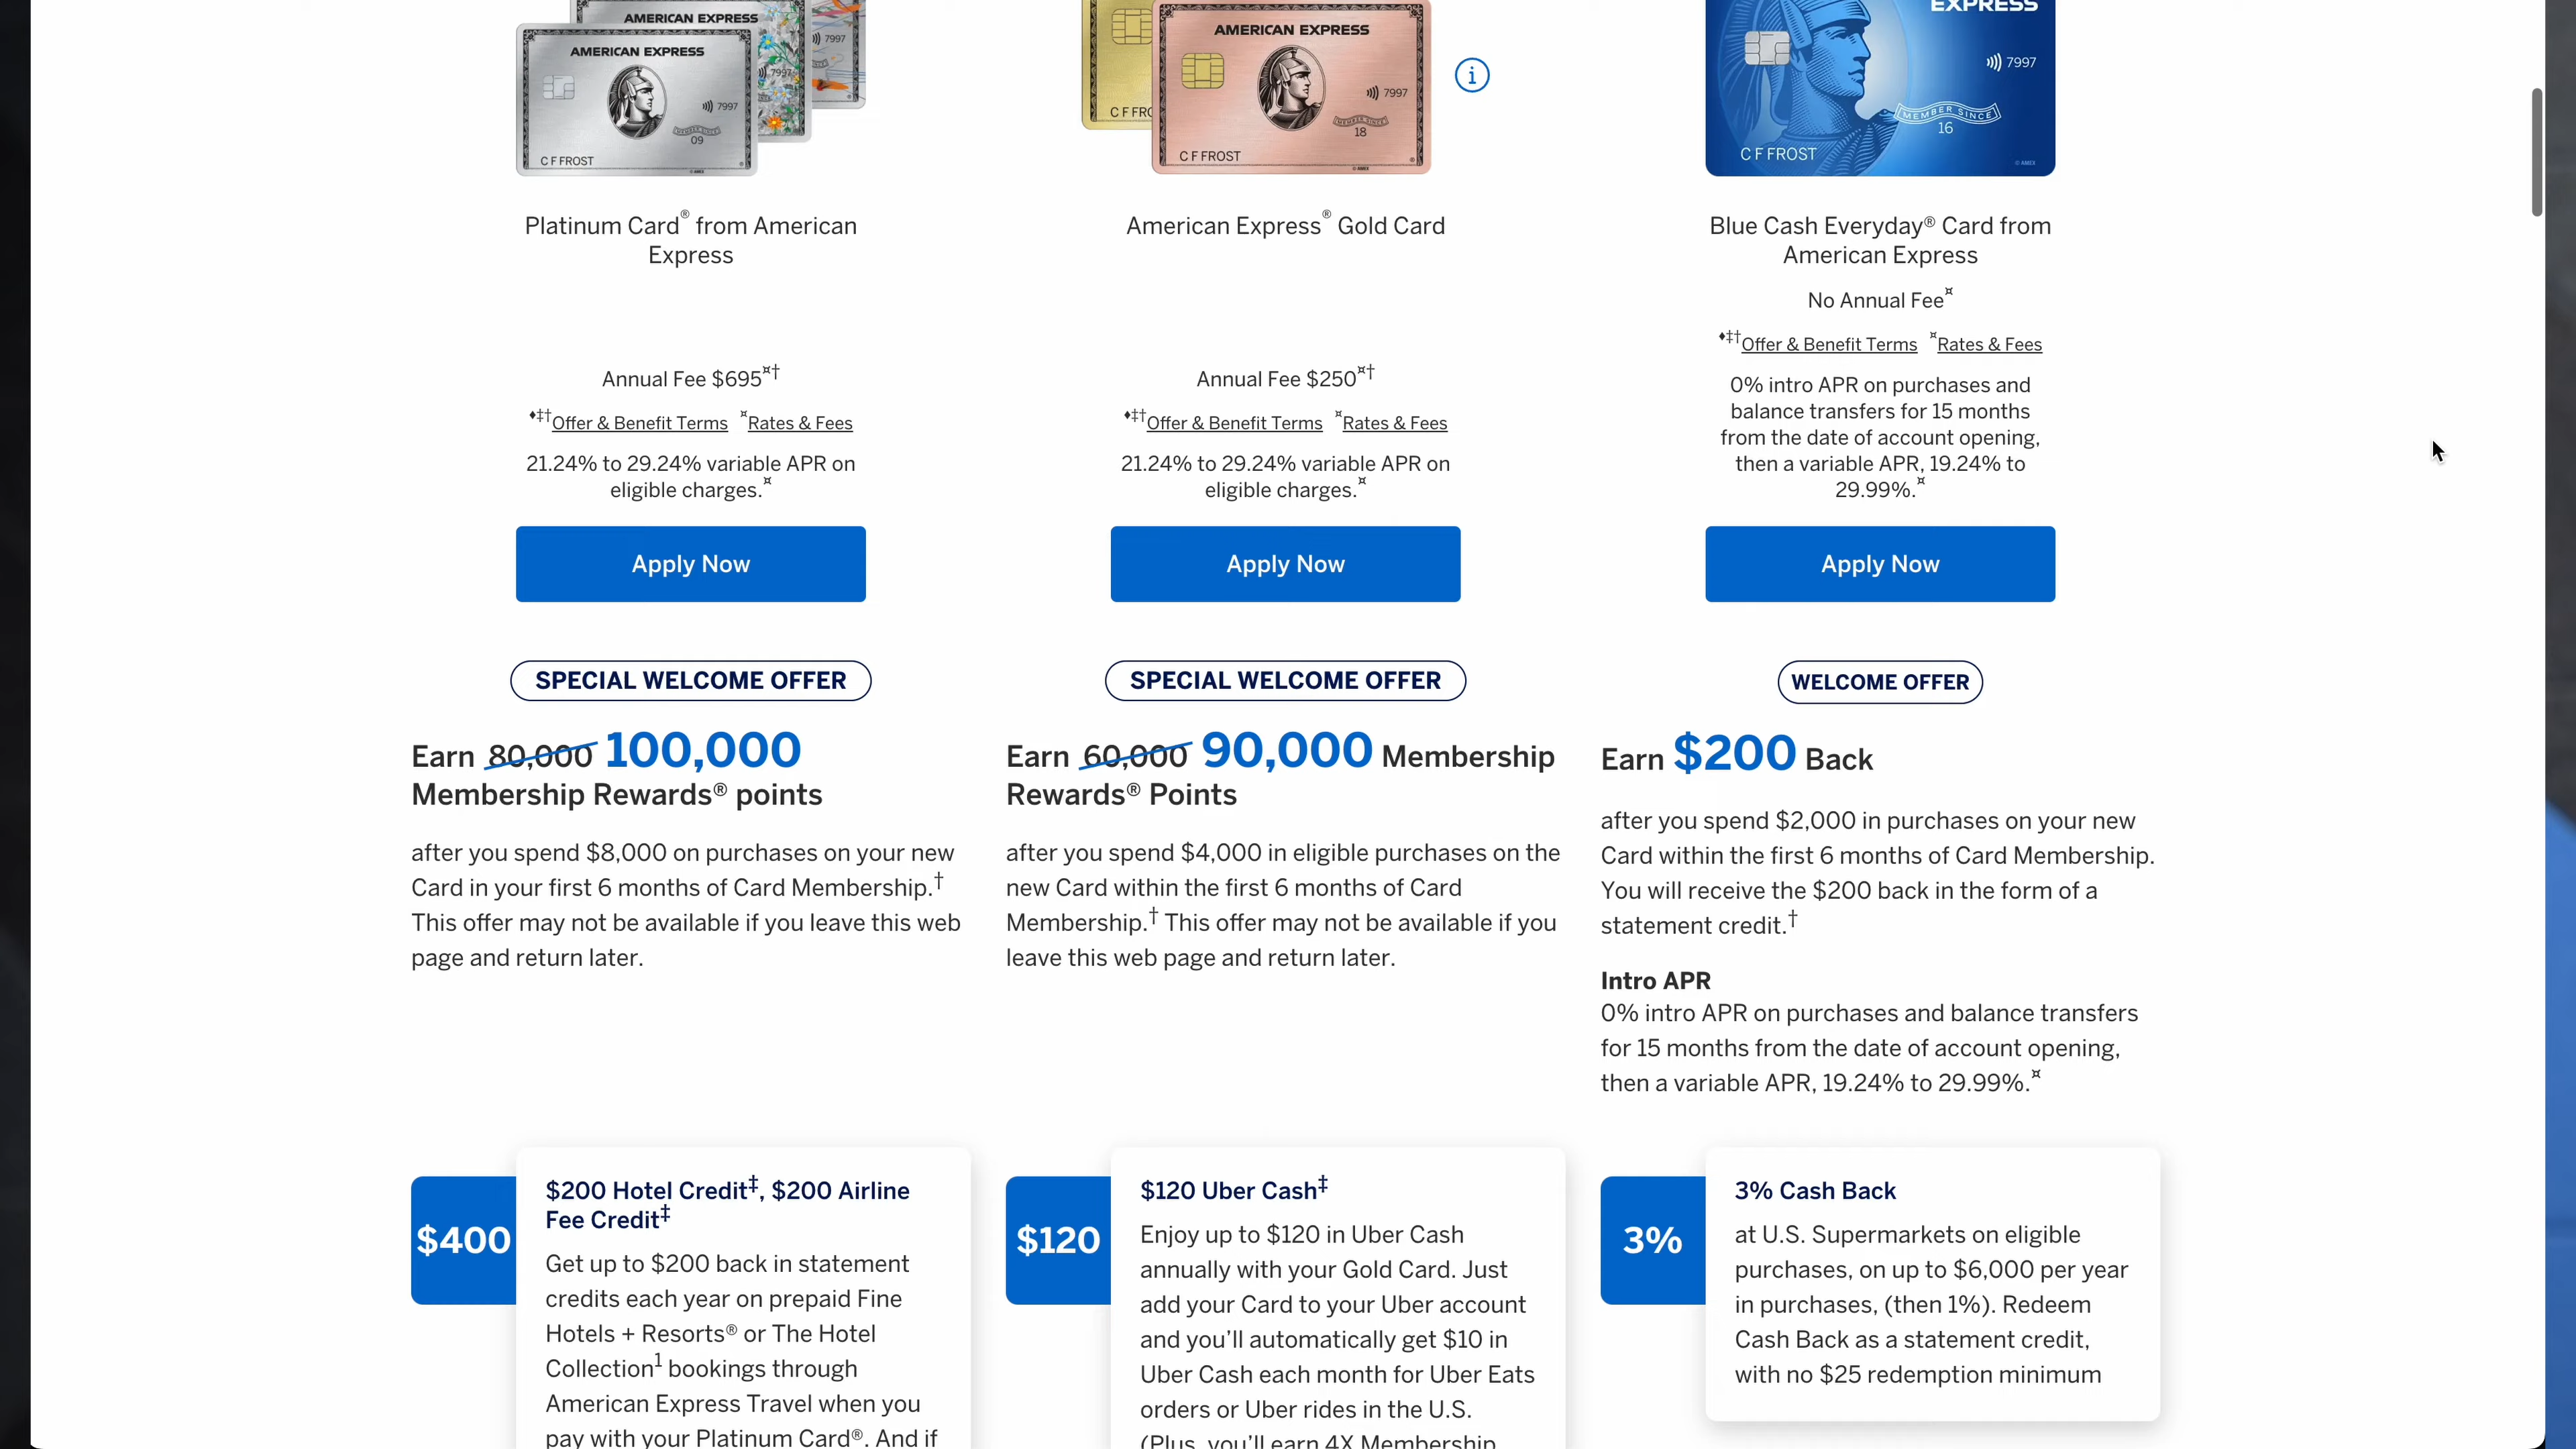 AMERICAN EXPRESS
AMERICAN EXPRESS
7997
7997
7997
MEMBER SINCE
09
C F FROST
AMERICAN EXPRESS
C F FRO
7997
MEMBER SINCE
18
C F FROST
© AMEX
i
EXPRESS
7997
MEMBER SINCE
16
C F FROST
© AMEX
Platinum Card® from American
Express
Annual Fee $695¤†
♦‡†Offer & Benefit Terms ¤Rates & Fees
21.24% to 29.24% variable APR on
eligible charges.¤
Apply Now
SPECIAL WELCOME OFFER
Earn 80,000 100,000
Membership Rewards® points
after you spend $8,000 on purchases on your new
Card in your first 6 months of Card Membership.†
This offer may not be available if you leave this web
page and return later.
$400
$200 Hotel Credit‡, $200 Airline
Fee Credit‡
Get up to $200 back in statement
credits each year on prepaid Fine
Hotels + Resorts® or The Hotel
Collection¹ bookings through
American Express Travel when you
pay with your Platinum Card®. And if
American Express® Gold Card
Annual Fee $250¤†
♦‡†Offer & Benefit Terms ¤Rates & Fees
21.24% to 29.24% variable APR on
eligible charges.¤
Apply Now
SPECIAL WELCOME OFFER
Earn 60,000 90,000 Membership
Rewards® Points
after you spend $4,000 in eligible purchases on the
new Card within the first 6 months of Card
Membership.† This offer may not be available if you
leave this web page and return later.
$120
$120 Uber Cash‡
Enjoy up to $120 in Uber Cash
annually with your Gold Card. Just
add your Card to your Uber account
and you’ll automatically get $10 in
Uber Cash each month for Uber Eats
orders or Uber rides in the U.S.
(Plus, you’ll earn 4X Membership
Blue Cash Everyday® Card from
American Express
No Annual Fee¤
♦‡†Offer & Benefit Terms ¤Rates & Fees
0% intro APR on purchases and
balance transfers for 15 months
from the date of account opening,
then a variable APR, 19.24% to
29.99%.¤
Apply Now
WELCOME OFFER
Earn $200 Back
after you spend $2,000 in purchases on your new
Card within the first 6 months of Card Membership.
You will receive the $200 back in the form of a
statement credit.†
Intro APR
0% intro APR on purchases and balance transfers
for 15 months from the date of account opening,
then a variable APR, 19.24% to 29.99%.¤
3%
3% Cash Back
at U.S. Supermarkets on eligible
purchases, on up to $6,000 per year
in purchases, (then 1%). Redeem
Cash Back as a statement credit,
with no $25 redemption minimum